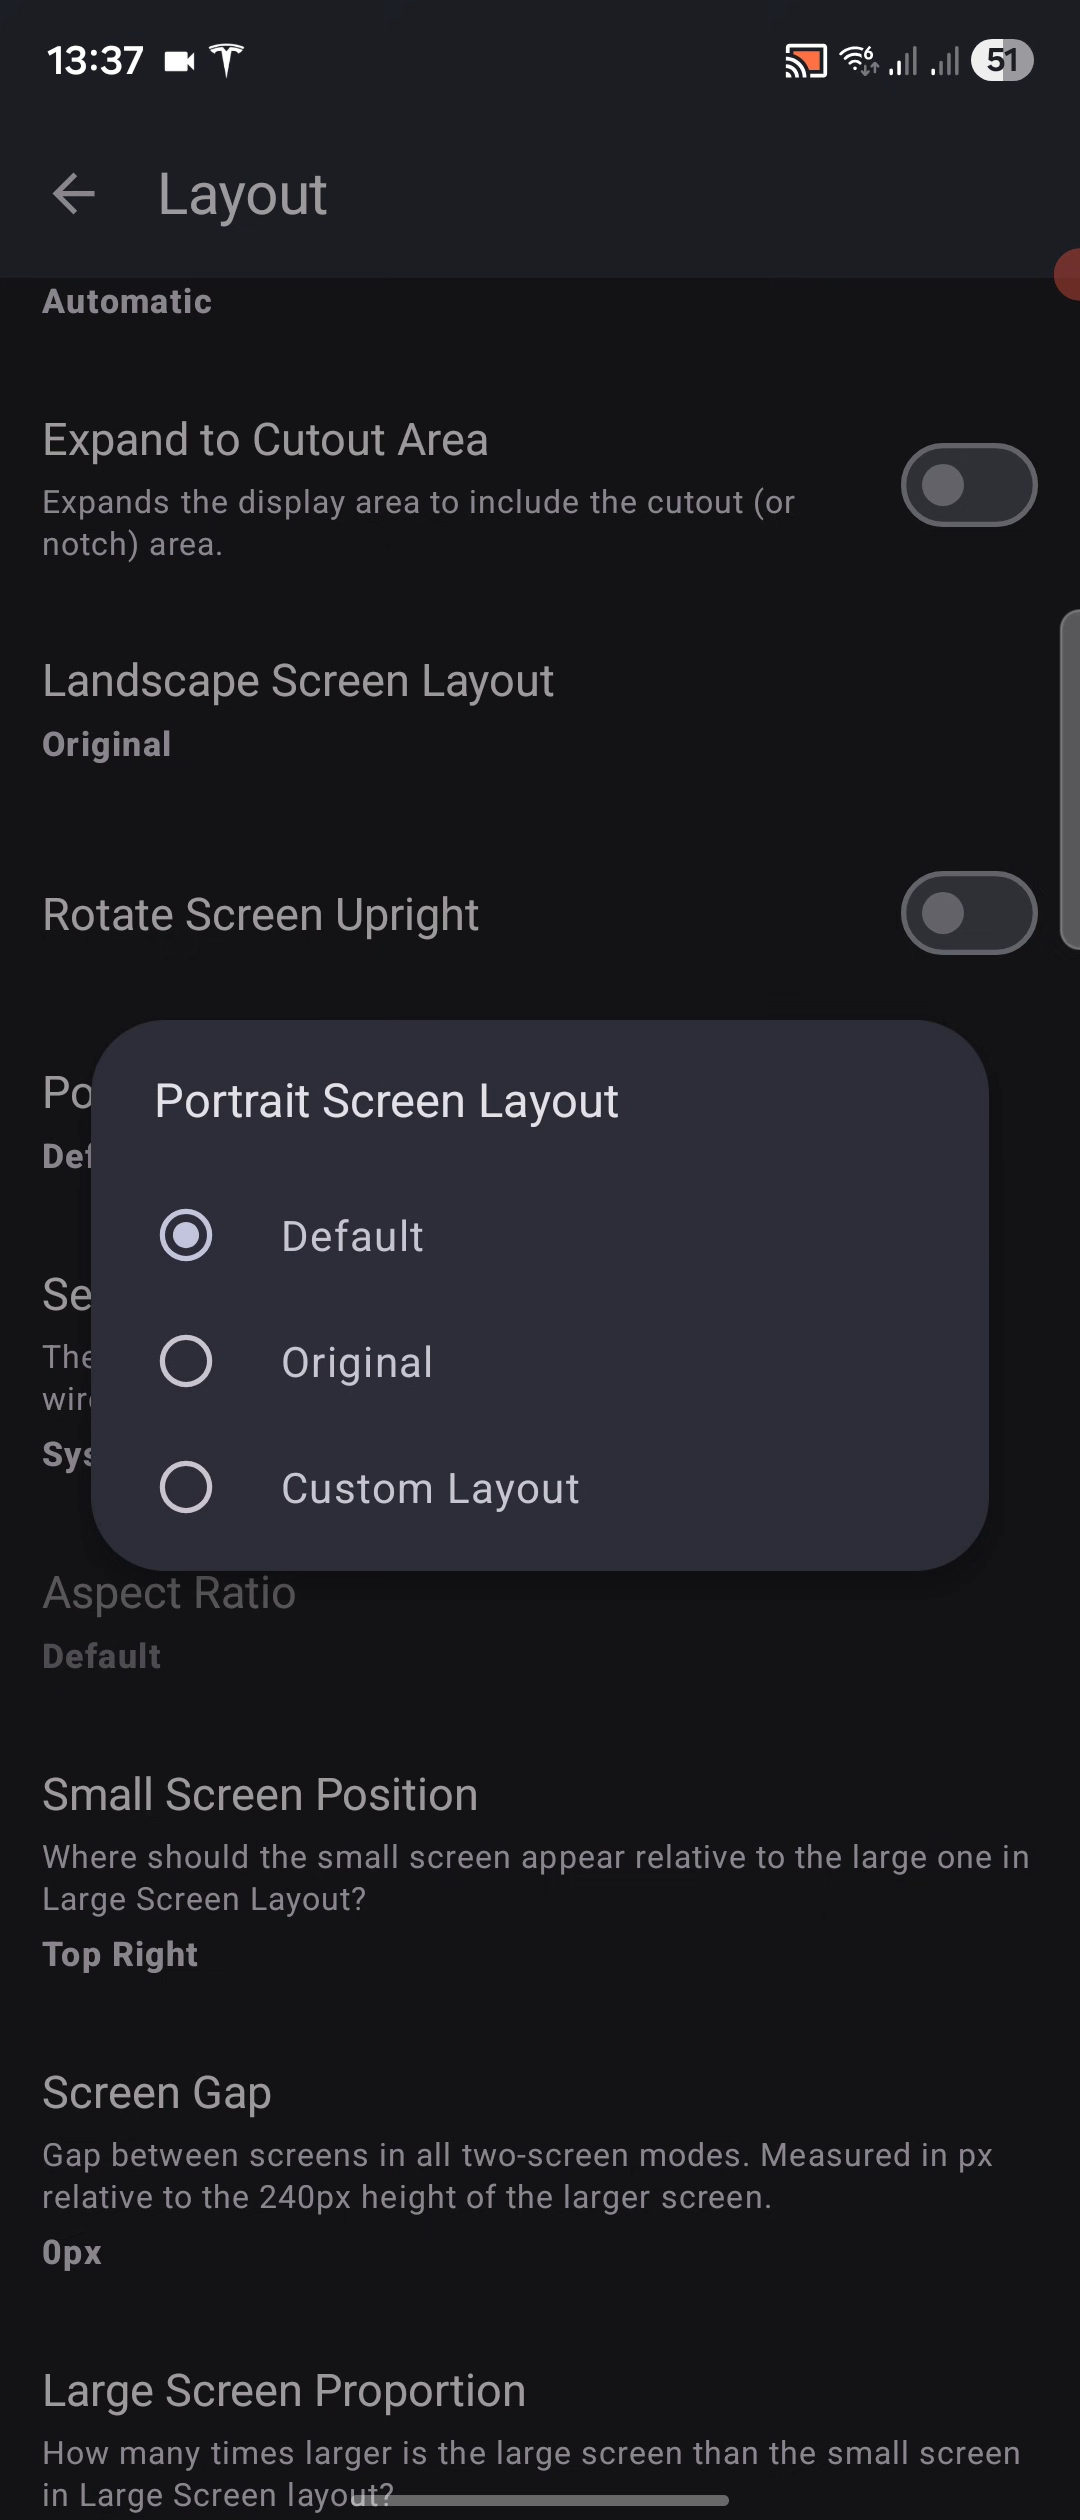 13:37
6
51
Layout
Automatic
Expand to Cutout Area
Expands the display area to include the cutout (or
notch) area.
Landscape Screen Layout
Original
Rotate Screen Upright
Po
Def
Portrait Screen Layout
Default
Se
The
Original
wir
Sys
Custom Layout
Aspect Ratio
Default
Small Screen Position
Where should the small screen appear relative to the large one in
Large Screen Layout?
Top Right
Screen Gap
Gap between screens in all two-screen modes. Measured in px
relative to the 240px height of the larger screen.
0px
Large Screen Proportion
How many times larger is the large screen than the small screen
in Large Screen layout?